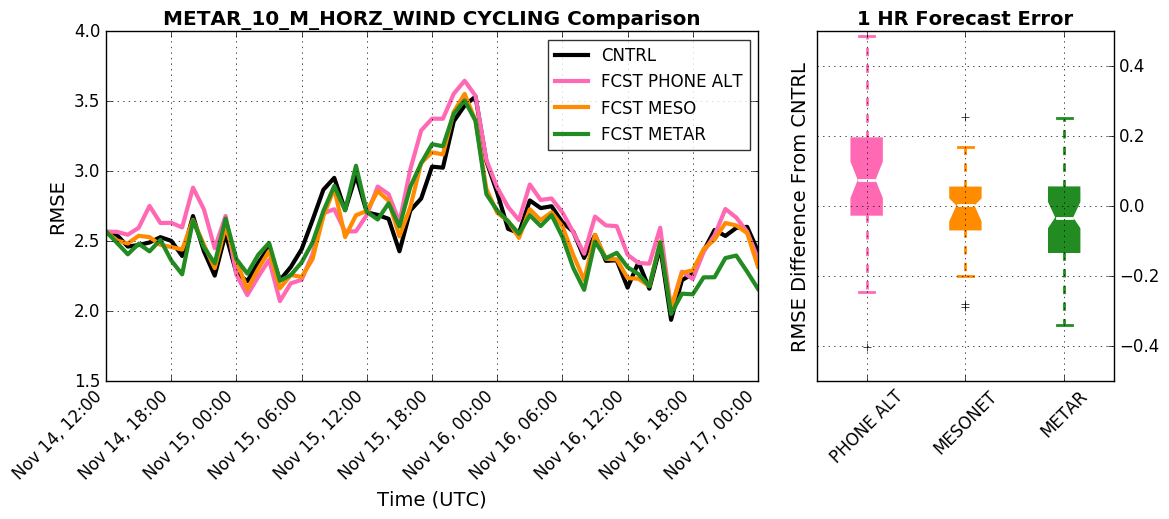 METAR_10_M_HORZ_WIND CYCLING Comparison
4.0
3.5
3.0
2.5
2.0
1.5
RMSE
CNTRL
FCST PHONE ALT
FCST MESO
FCST METAR
Nov 14, 12:00
Nov 14, 18:00
Nov 15, 00:00
Nov 15, 06:00
Nov 15, 12:00
Nov 15, 18:00
Nov 16, 00:00
Nov 16, 06:00
Nov 16, 12:00
Nov 16, 18:00
Nov 17, 00:00
Time (UTC)
1 HR Forecast Error
RMSE Difference From CNTRL
0.4
0.2
0.0
−0.2
−0.4
PHONE ALT
MESONET
METAR